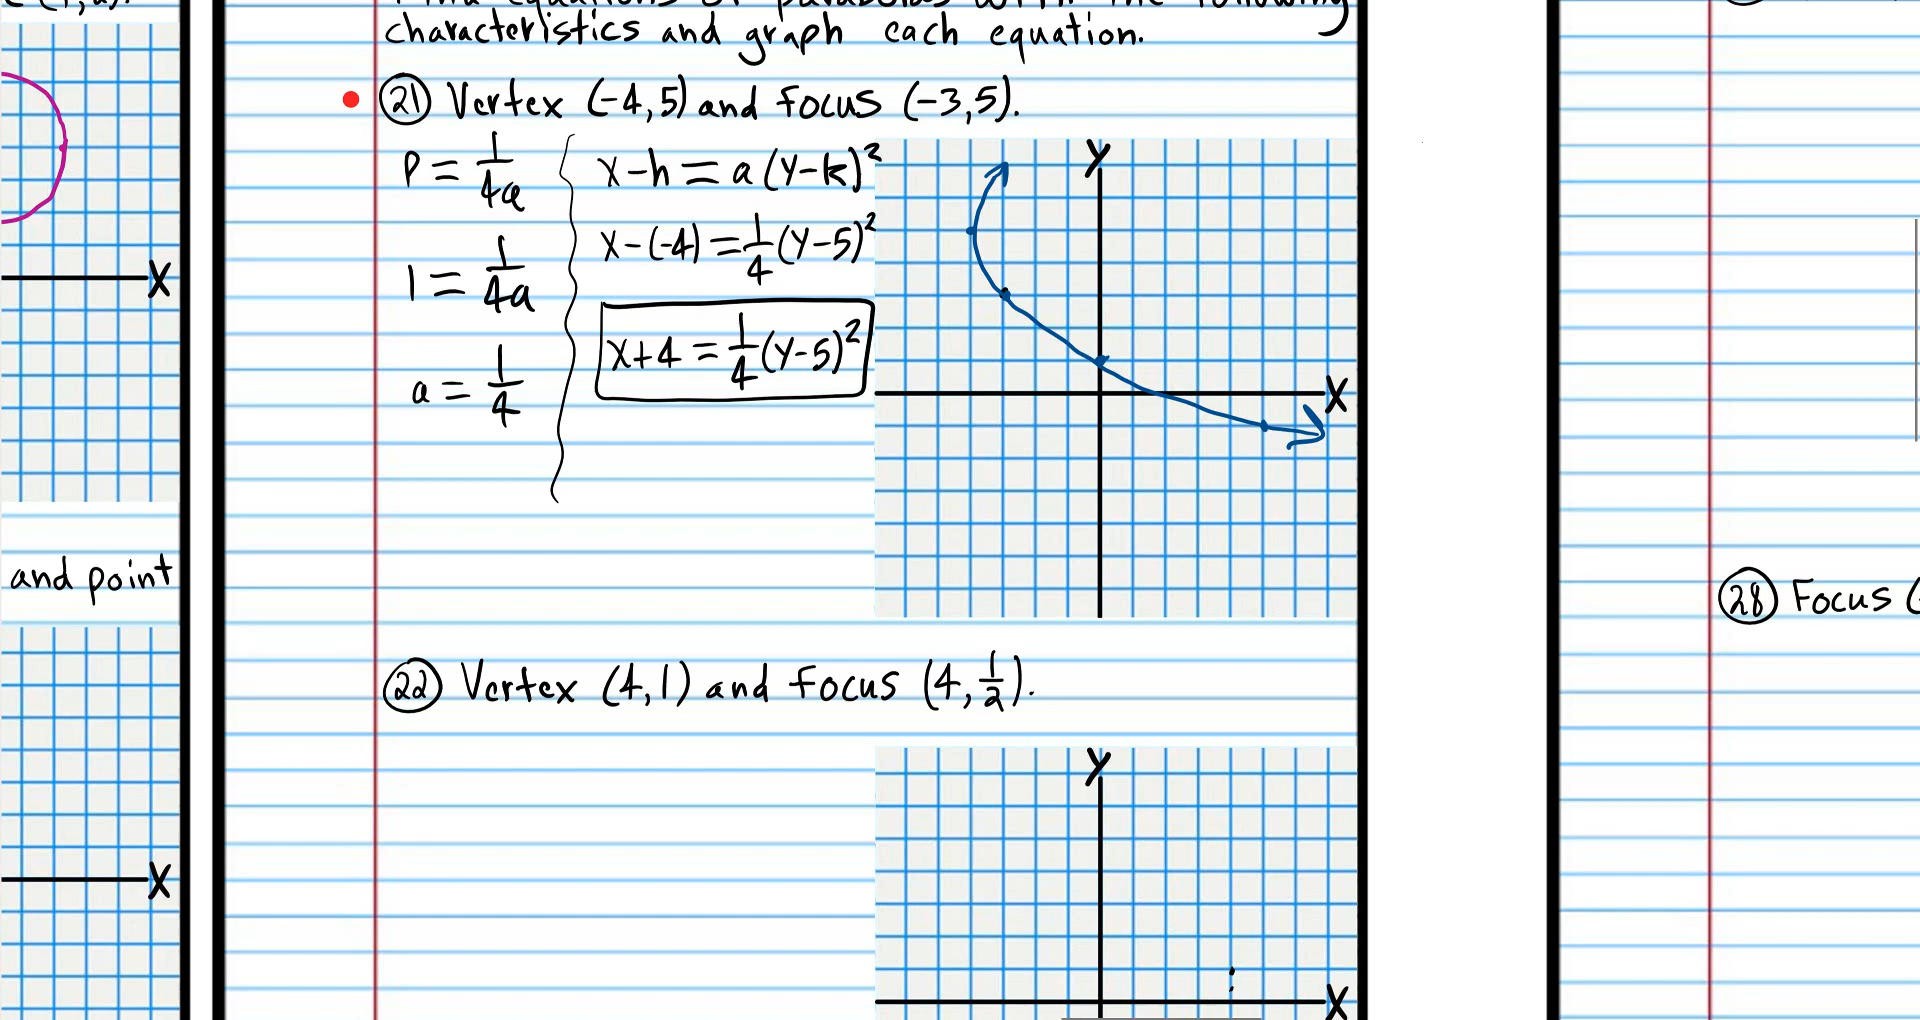 characteristics and graph each equation.
21 Vertex (-4,5) and Focus (-3,5).
P = 1/4a
1 = 1/4a
a = 1/4
x-h = a(y-k)²
x-(-4) = 1/4(y-5)²
x+4 = 1/4(y-5)²
Y
X
22 Vertex (4,1) and Focus (4,1/2).
Y
X
X
and point
X
28 Focus (